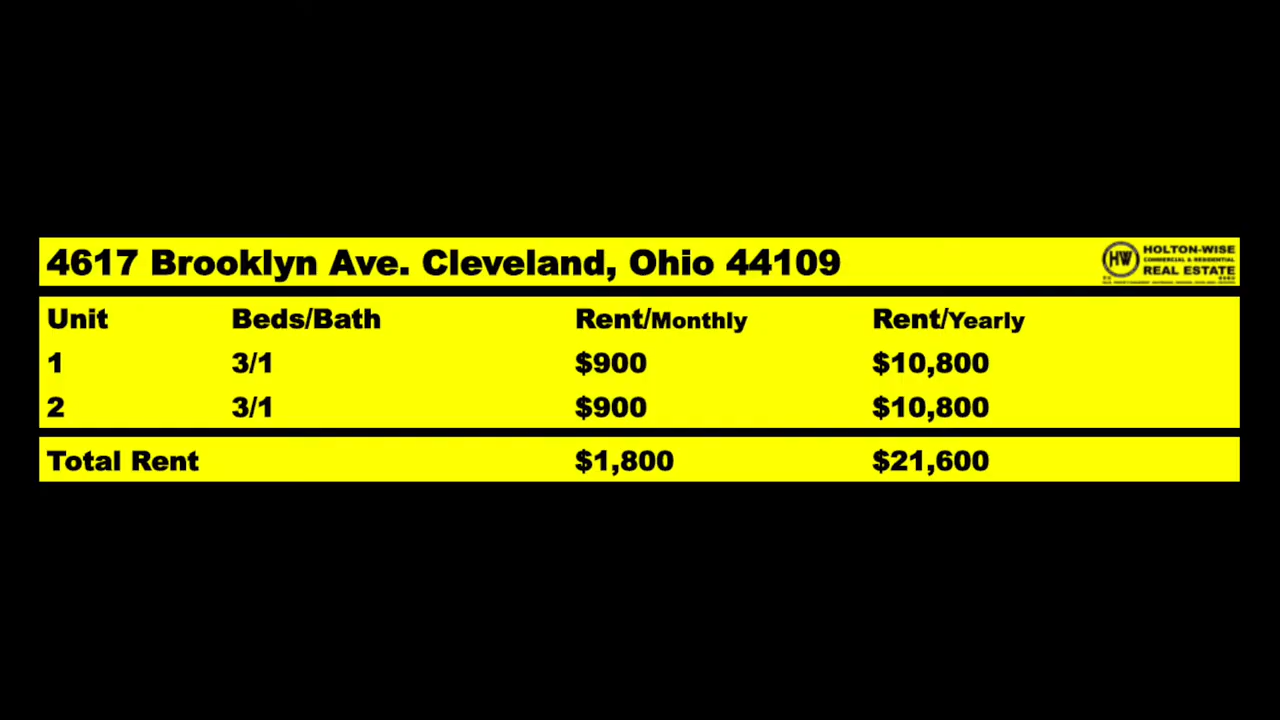 4617 Brooklyn Ave. Cleveland, Ohio 44109
HW
HOLTON-WISE
COMMERCIAL & RESIDENTIAL
REAL ESTATE
Unit Beds/Bath Rent/Monthly Rent/Yearly
1 3/1 $900 $10,800
2 3/1 $900 $10,800
Total Rent $1,800 $21,600